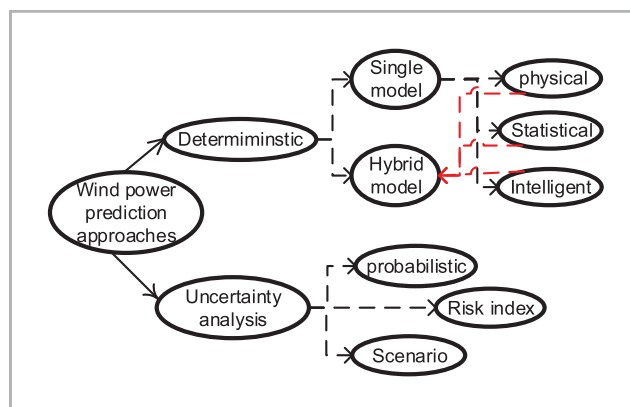 Wind power
prediction
approaches
Determiminstic
Single
model
Hybrid
model
physical
Statistical
Intelligent
Uncertainty
analysis
probabilistic
Risk index
Scenario